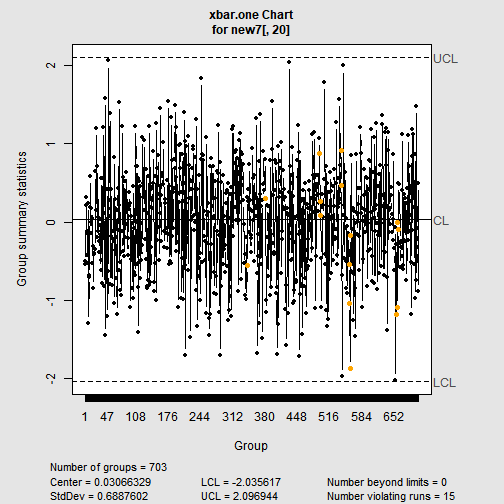 xbar.one Chart
for new7[, 20]
Group summary statistics
2
1
0
-1
-2
UCL
CL
LCL
1 47 108 176 244 312 380 448 516 584 652
Group
Number of groups = 703
Center = 0.03066329 LCL = -2.035617 Number beyond limits = 0
StdDev = 0.6887602 UCL = 2.096944 Number violating runs = 15